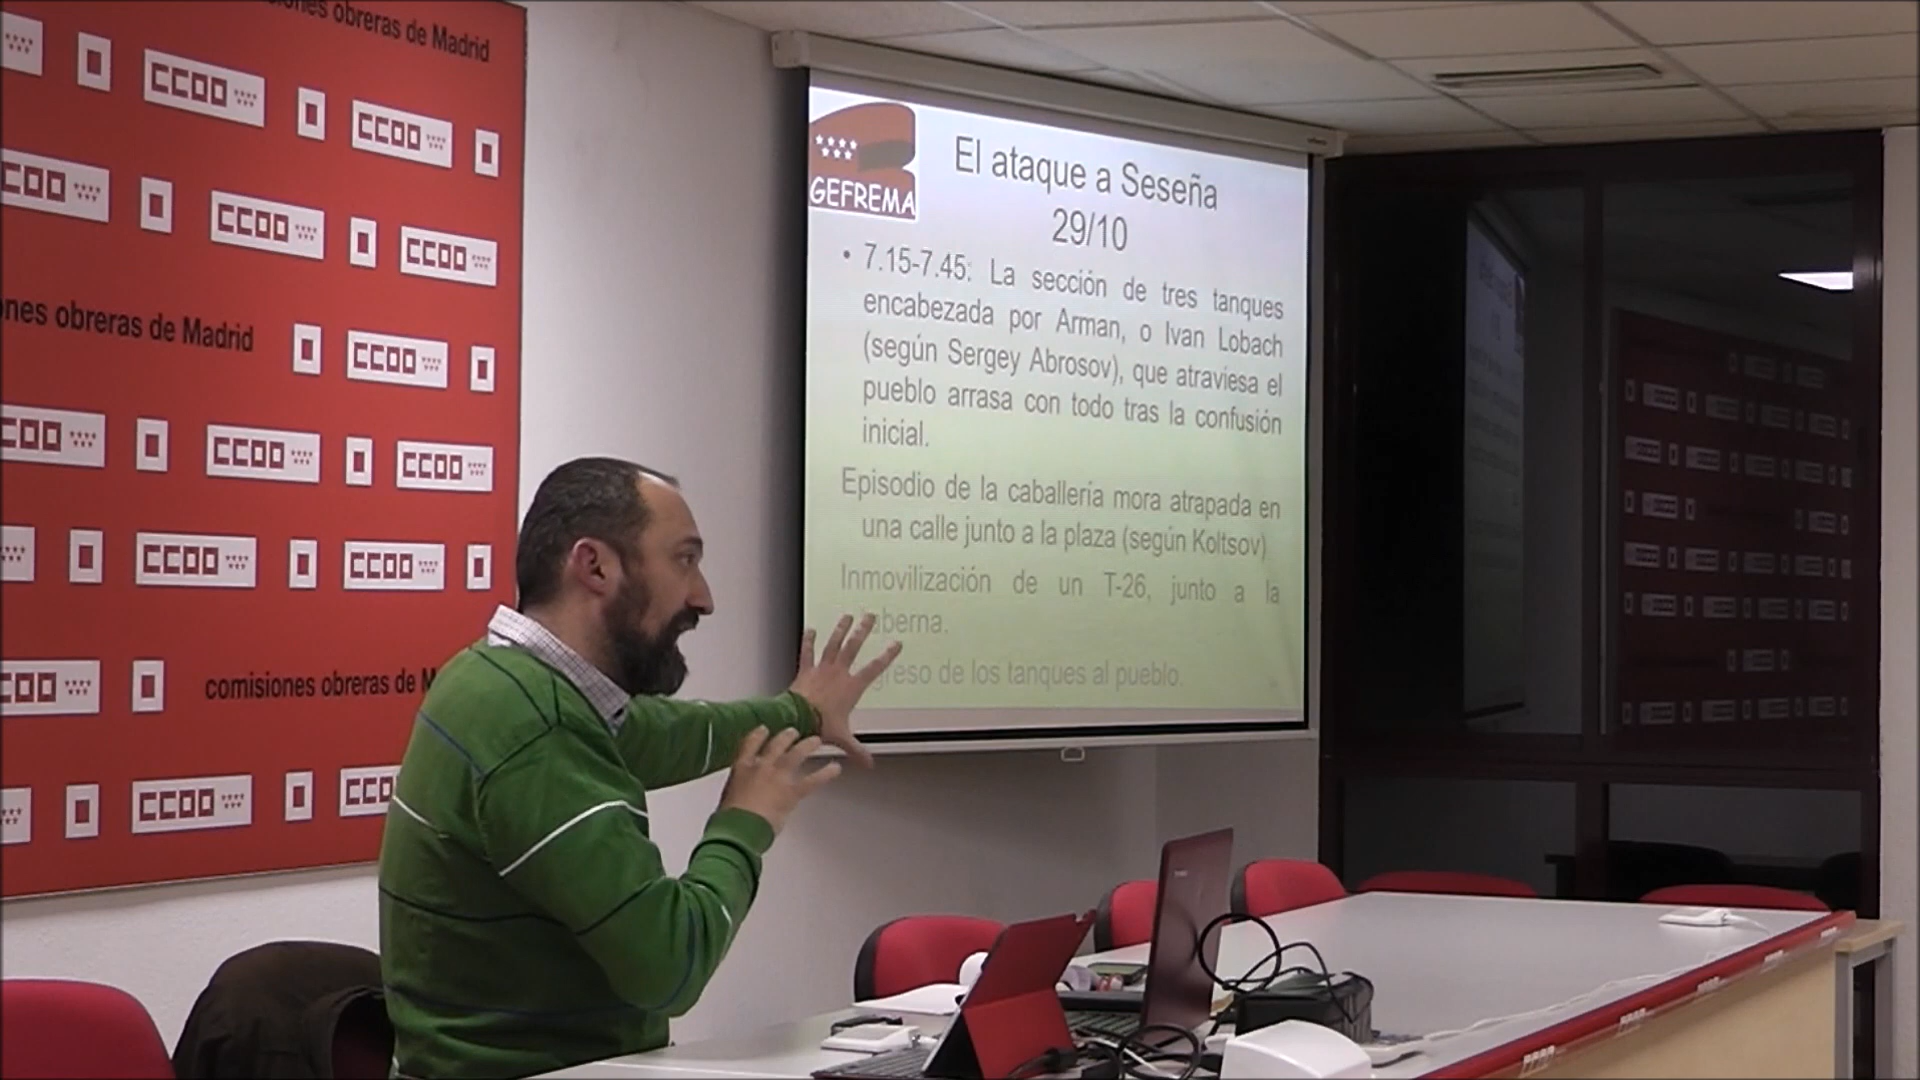 comisiones obreras de Madrid
CCOO
CCOO
CCOO
CCOO
CCOO
obreras de Madrid
CCOO
CCOO
CCOO
CCOO
CCOO
CCOO
comisiones obreras de
CCOO
GEFREMA
El ataque a Seseña
29/10
• 7.15-7.45: La sección de tres tanques
encabezada por Arman, o Ivan Lobach
(según Sergey Abrosov), que atraviesa el
pueblo arrasa con todo tras la confusión
inicial.
Episodio de la caballería mora atrapada en
una calle junto a la plaza (según Koltsov)
Inmovilización de un T-26, junto a la
taberna.
greso de los tanques al pueblo.